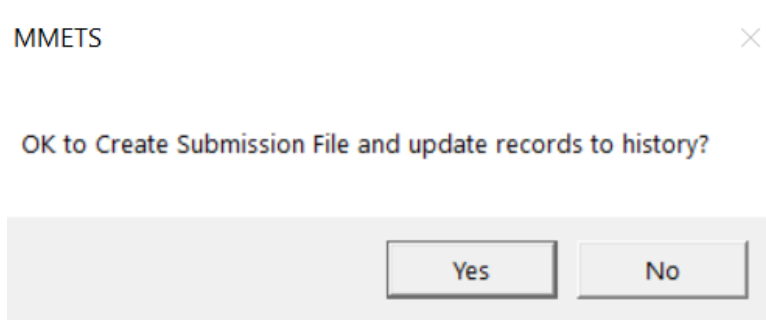 MMETS
OK to Create Submission File and update records to history?
Yes No